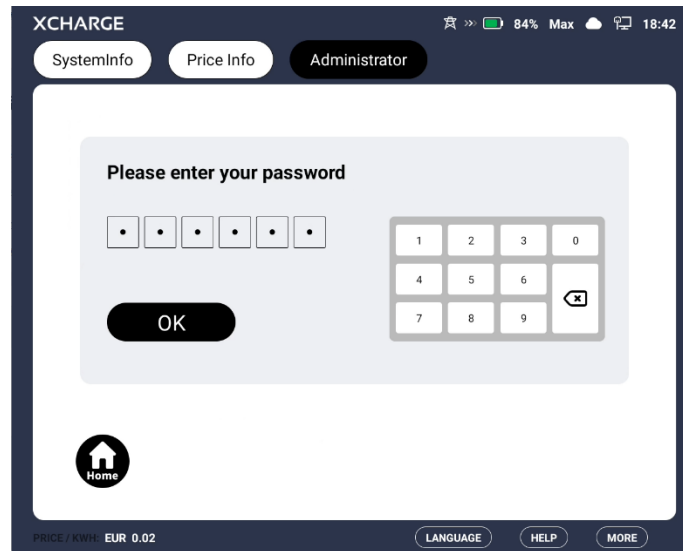 XCHARGE 84% Max 18:42
SystemInfo Price Info Administrator
Please enter your password
1 2 3 0
4 5 6
7 8 9
OK
Home
PRICE / KWH: EUR 0.02 LANGUAGE HELP MORE